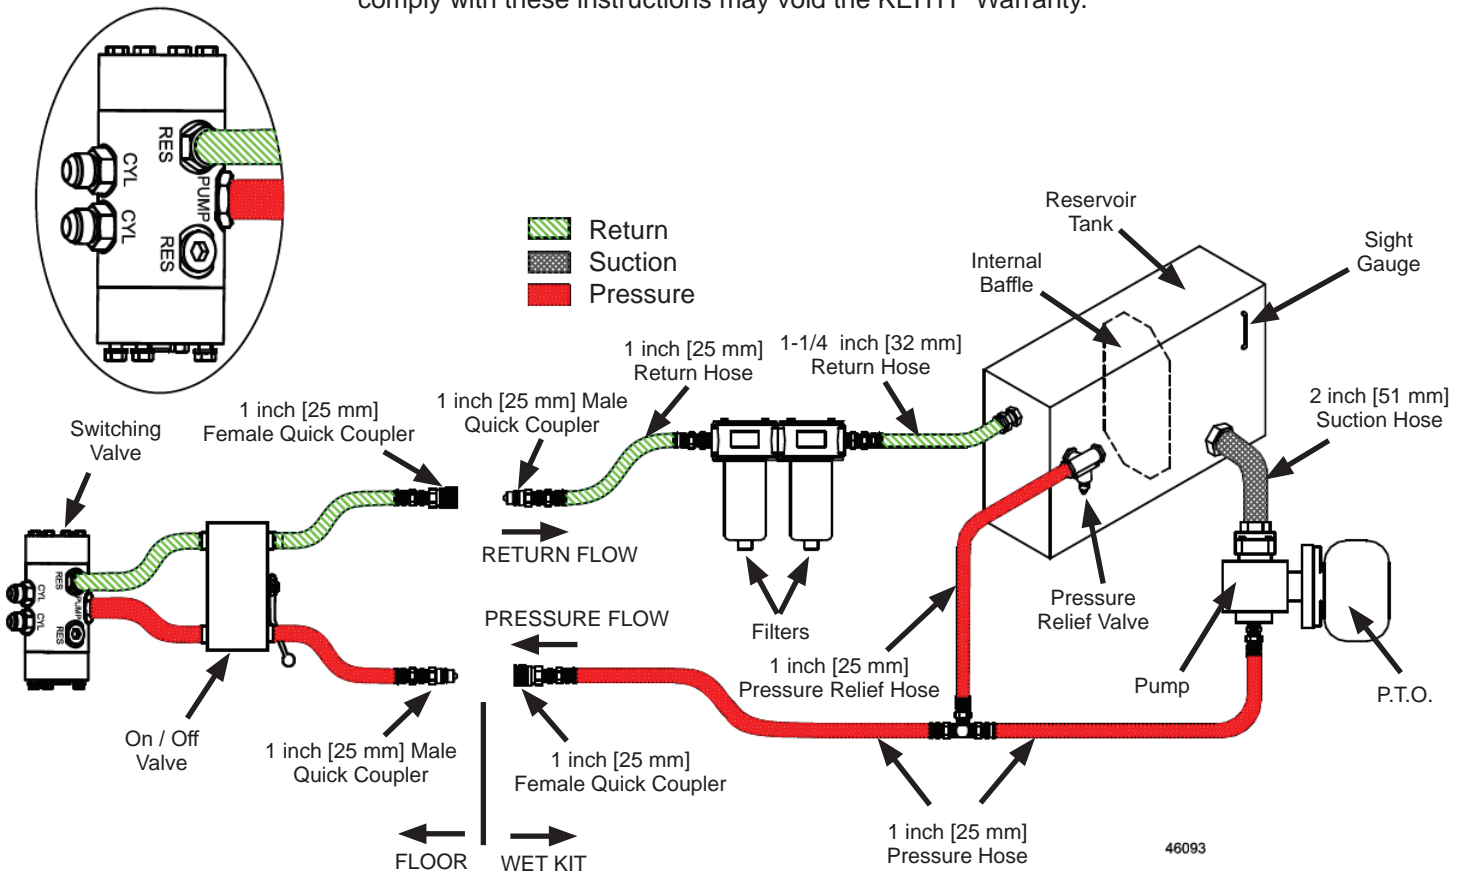 comply with these instructions may void the KEITH® Warranty.
RES
CYL
PUMP
CYL
RES
Return
Suction
Pressure
Reservoir
Tank
Sight
Gauge
Internal
Baffle
1 inch [25 mm]
Return Hose
1-1/4 inch [32 mm]
Return Hose
2 inch [51 mm]
Suction Hose
1 inch [25 mm] Male
Quick Coupler
1 inch [25 mm]
Female Quick Coupler
Switching
Valve
RETURN FLOW
RES
CYL
PUMP
CYL
RES
PRESSURE FLOW
Filters
Pressure
Relief Valve
1 inch [25 mm]
Pressure Relief Hose
Pump
P.T.O.
On / Off
Valve
1 inch [25 mm] Male
Quick Coupler
1 inch [25 mm]
Female Quick Coupler
1 inch [25 mm]
Pressure Hose
46093
FLOOR
WET KIT